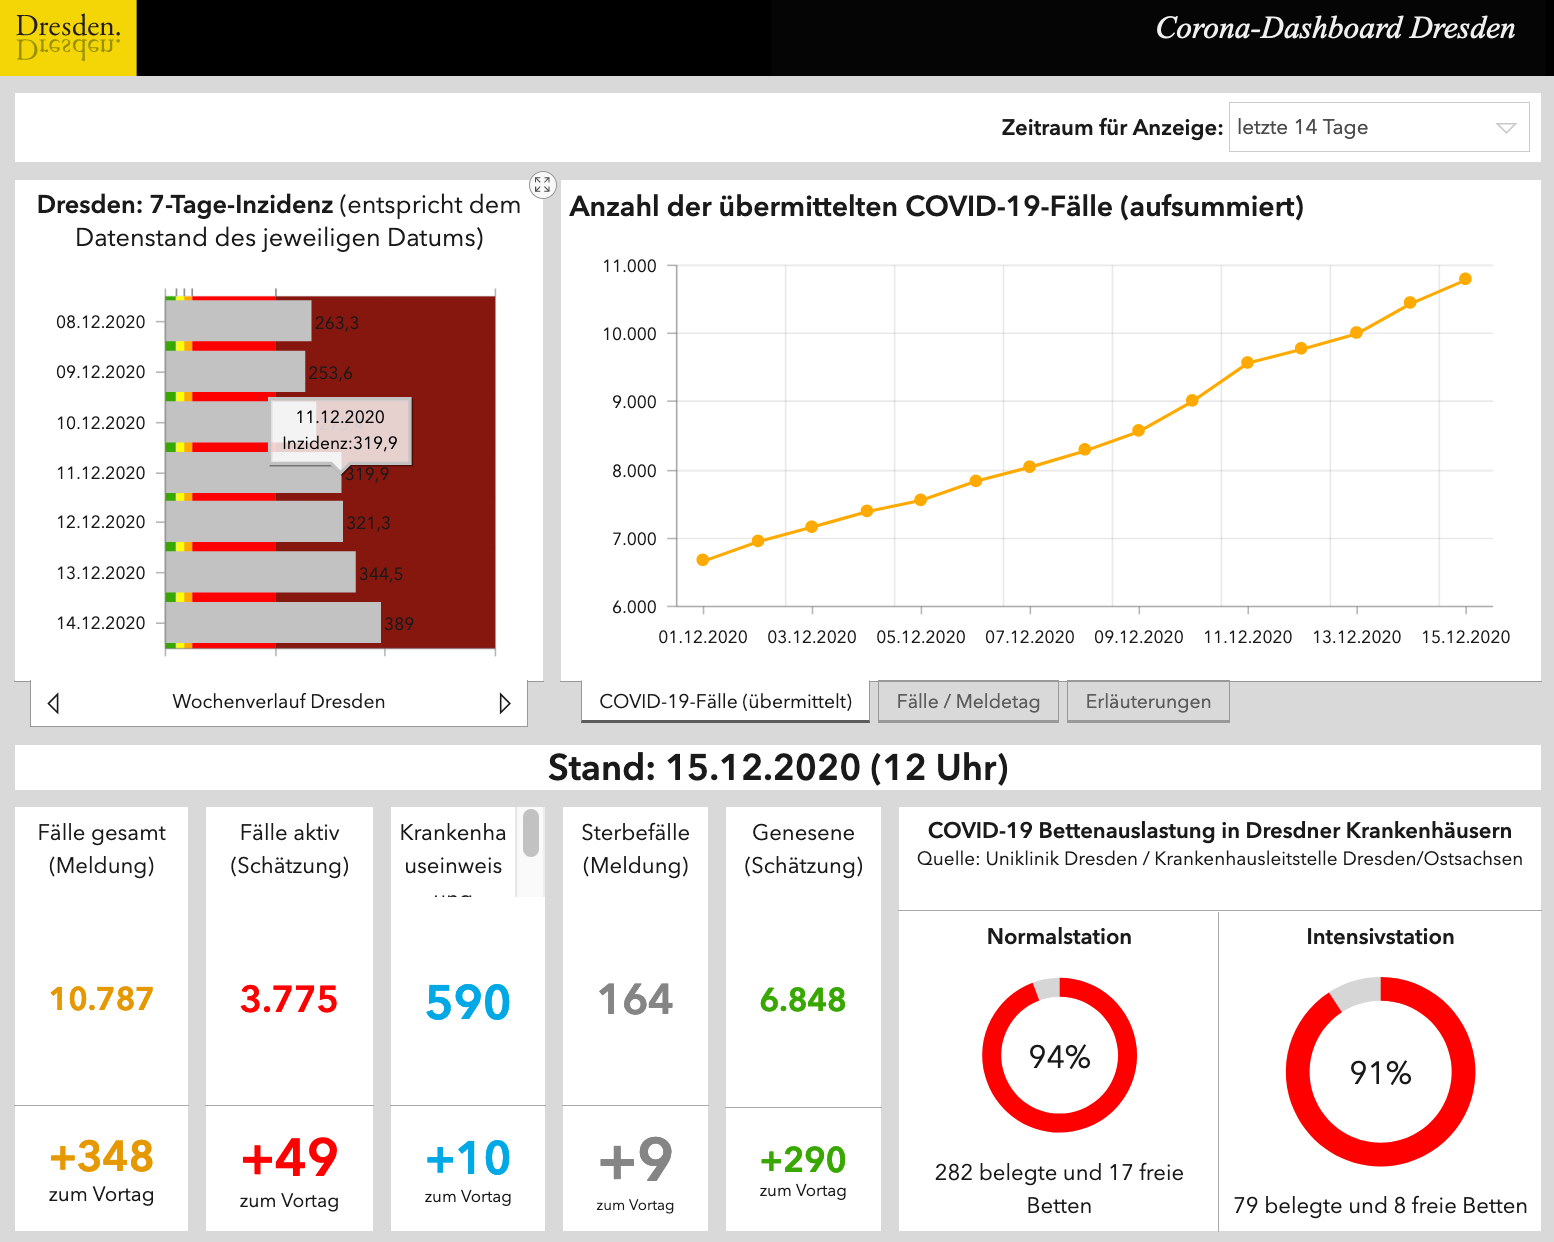 Dresden.
Dresden.
Corona-Dashboard Dresden
Zeitraum für Anzeige: letzte 14 Tage
Dresden: 7-Tage-Inzidenz (entspricht dem
Datenstand des jeweiligen Datums)
08.12.2020 263,3
09.12.2020 253,6
10.12.2020
11.12.2020
Inzidenz:319,9
11.12.2020 319,9
12.12.2020 321,3
13.12.2020 344,5
14.12.2020 389
Wochenverlauf Dresden
Anzahl der übermittelten COVID-19-Fälle (aufsummiert)
11.000
10.000
9.000
8.000
7.000
6.000
01.12.2020 03.12.2020 05.12.2020 07.12.2020 09.12.2020 11.12.2020 13.12.2020 15.12.2020
COVID-19-Fälle (übermittelt) Fälle / Meldetag Erläuterungen
Stand: 15.12.2020 (12 Uhr)
Fälle gesamt
(Meldung)
10.787
+348
zum Vortag
Fälle aktiv
(Schätzung)
3.775
+49
zum Vortag
Krankenha
useinweis
590
+10
zum Vortag
Sterbefälle
(Meldung)
164
+9
zum Vortag
Genesene
(Schätzung)
6.848
+290
zum Vortag
COVID-19 Bettenauslastung in Dresdner Krankenhäusern
Quelle: Uniklinik Dresden / Krankenhausleitstelle Dresden/Ostsachsen
Normalstation
94%
282 belegte und 17 freie
Betten
Intensivstation
91%
79 belegte und 8 freie Betten